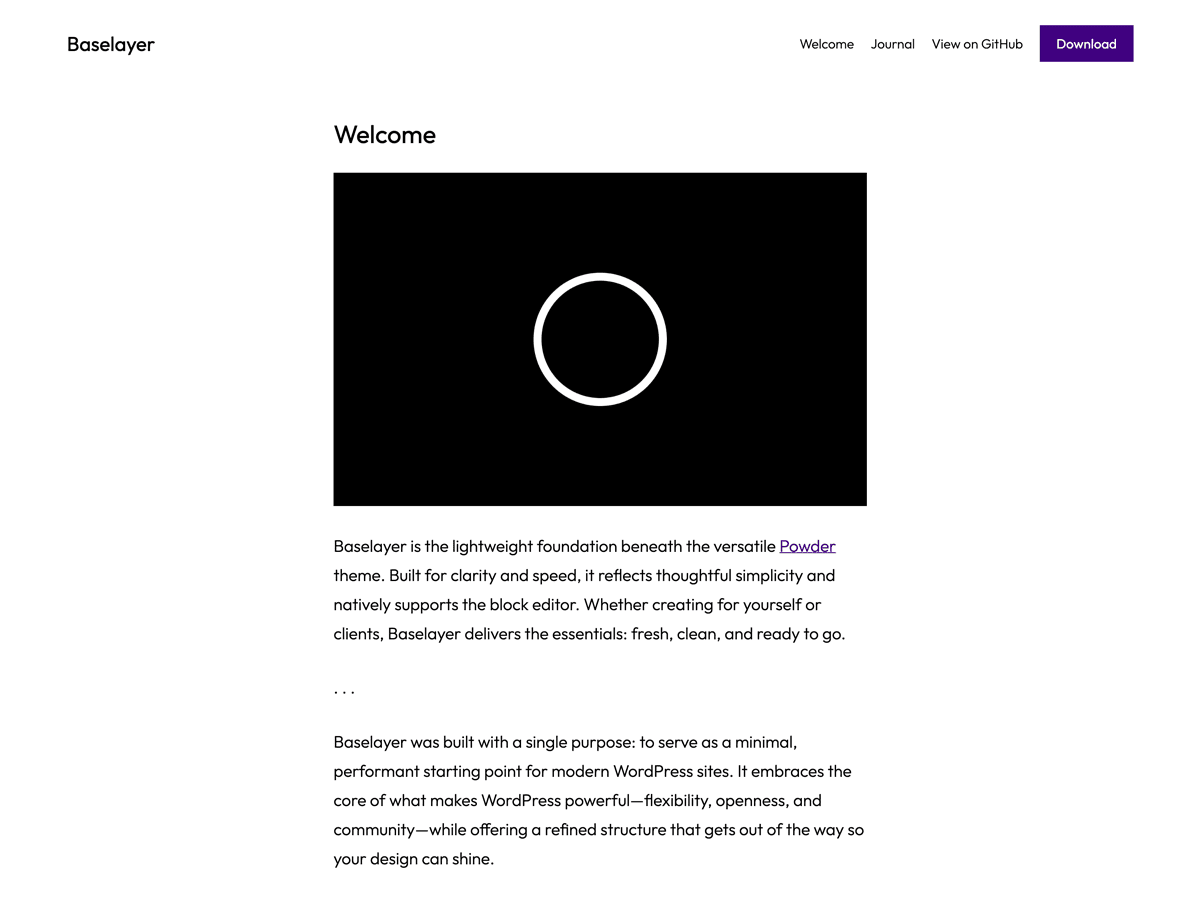 Baselayer
Welcome
Journal
View on GitHub
Download
Welcome
Baselayer is the lightweight foundation beneath the versatile Powder
theme. Built for clarity and speed, it reflects thoughtful simplicity and
natively supports the block editor. Whether creating for yourself or
clients, Baselayer delivers the essentials: fresh, clean, and ready to go.
. . .
Baselayer was built with a single purpose: to serve as a minimal,
performant starting point for modern WordPress sites. It embraces the
core of what makes WordPress powerful—flexibility, openness, and
community—while offering a refined structure that gets out of the way so
your design can shine.